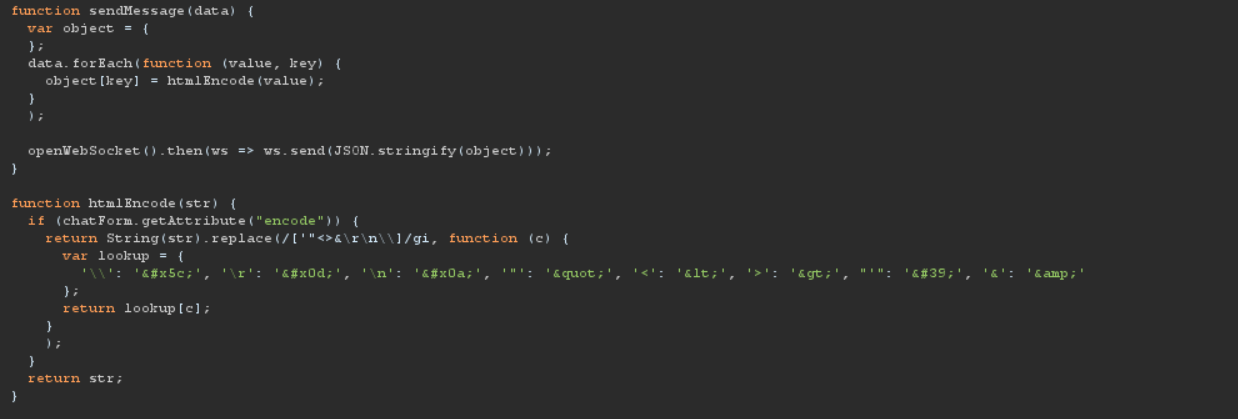 function sendMessage(data) {
  var object = {
  };
  data.forEach(function (value, key) {
    object[key] = htmlEncode(value);
  }
  );

  openWebSocket().then(ws => ws.send(JSON.stringify(object)));
}

function htmlEncode(str) {
  if (chatForm.getAttribute("encode")) {
    return String(str).replace(/['"<>&\r\n\\]/gi, function (c) {
      var lookup = {
        '\\': '&#x5c;', '\r': '&#x0d;', '\n': '&#x0a;', '"': '&quot;', '<': '&lt;', '>': '&gt;', "'": '&#39;', '&': '&amp;'
      };
      return lookup[c];
    }
    );
  }
  return str;
}